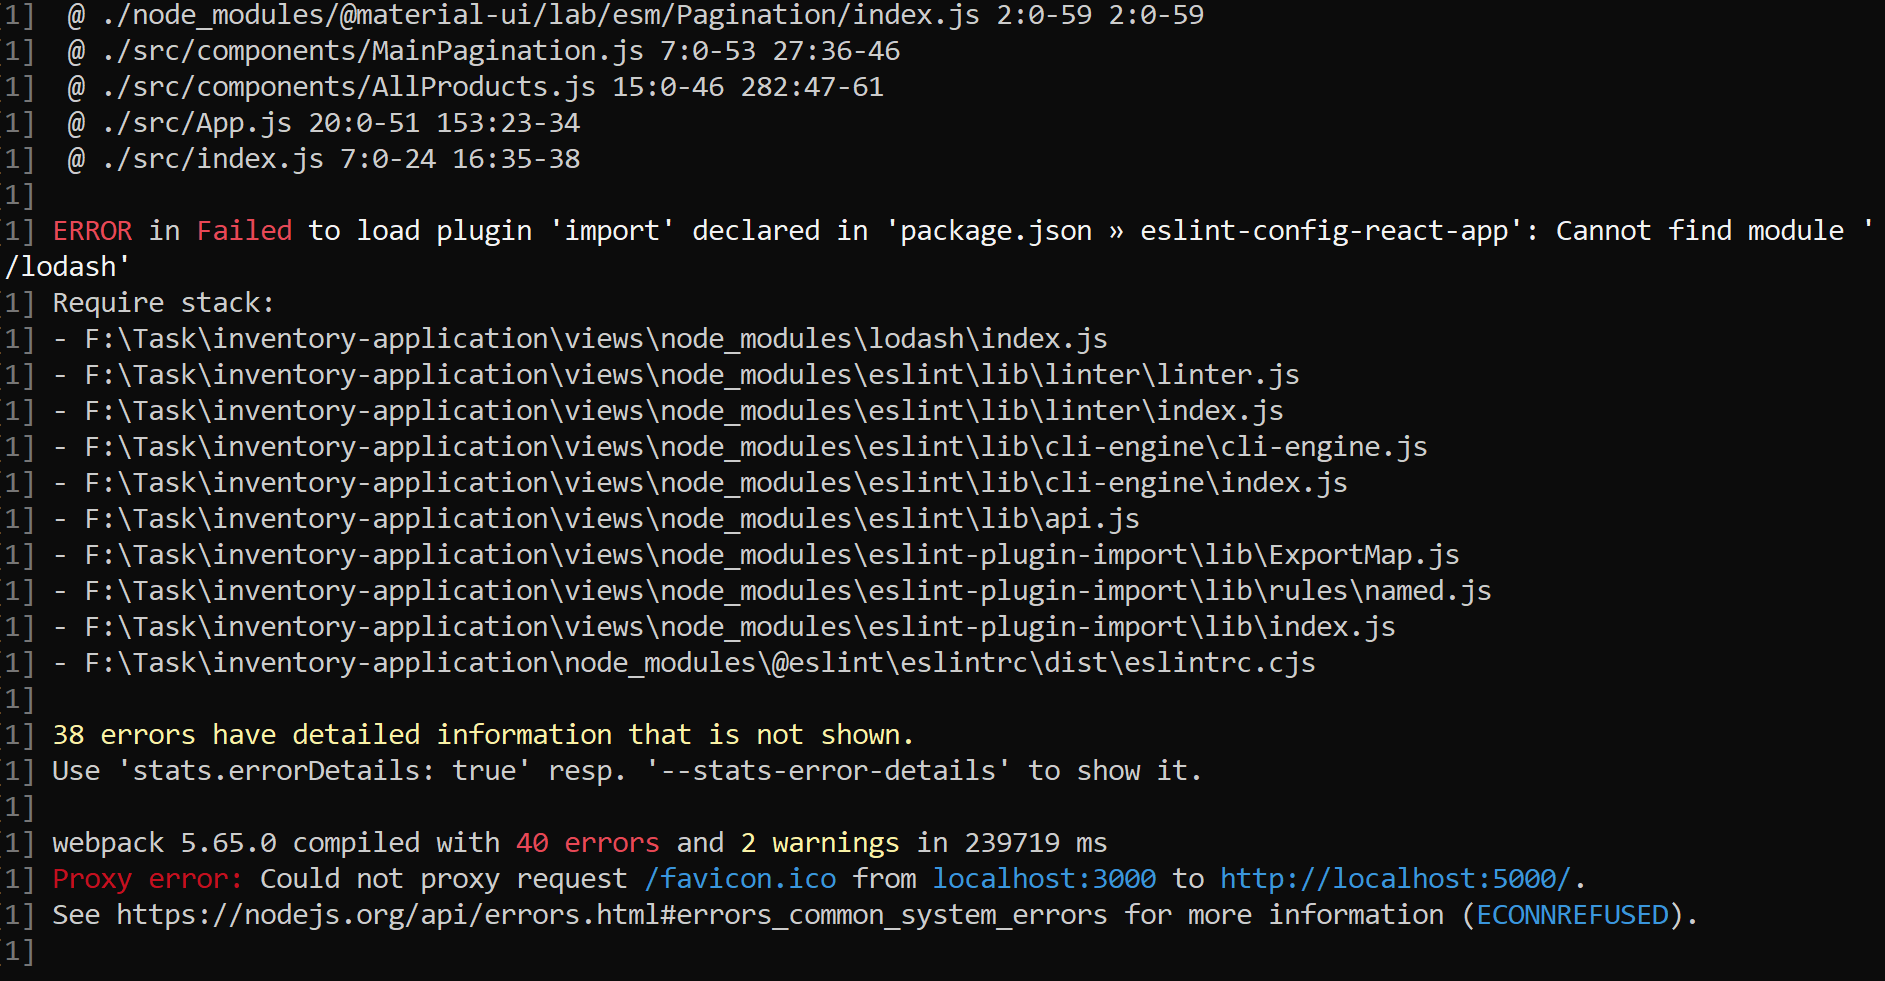 1]  @ ./node_modules/@material-ui/lab/esm/Pagination/index.js 2:0-59 2:0-59
1]  @ ./src/components/MainPagination.js 7:0-53 27:36-46
1]  @ ./src/components/AllProducts.js 15:0-46 282:47-61
1]  @ ./src/App.js 20:0-51 153:23-34
1]  @ ./src/index.js 7:0-24 16:35-38
1]
1] ERROR in Failed to load plugin 'import' declared in 'package.json » eslint-config-react-app': Cannot find module '
/lodash'
1] Require stack:
1] - F:\Task\inventory-application\views\node_modules\lodash\index.js
1] - F:\Task\inventory-application\views\node_modules\eslint\lib\linter\linter.js
1] - F:\Task\inventory-application\views\node_modules\eslint\lib\linter\index.js
1] - F:\Task\inventory-application\views\node_modules\eslint\lib\cli-engine\cli-engine.js
1] - F:\Task\inventory-application\views\node_modules\eslint\lib\cli-engine\index.js
1] - F:\Task\inventory-application\views\node_modules\eslint\lib\api.js
1] - F:\Task\inventory-application\views\node_modules\eslint-plugin-import\lib\ExportMap.js
1] - F:\Task\inventory-application\views\node_modules\eslint-plugin-import\lib\rules\named.js
1] - F:\Task\inventory-application\views\node_modules\eslint-plugin-import\lib\index.js
1] - F:\Task\inventory-application\node_modules\@eslint\eslintrc\dist\eslintrc.cjs
1]
1] 38 errors have detailed information that is not shown.
1] Use 'stats.errorDetails: true' resp. '--stats-error-details' to show it.
1]
1] webpack 5.65.0 compiled with 40 errors and 2 warnings in 239719 ms
1] Proxy error: Could not proxy request /favicon.ico from localhost:3000 to http://localhost:5000/.
1] See https://nodejs.org/api/errors.html#errors_common_system_errors for more information (ECONNREFUSED).
1]